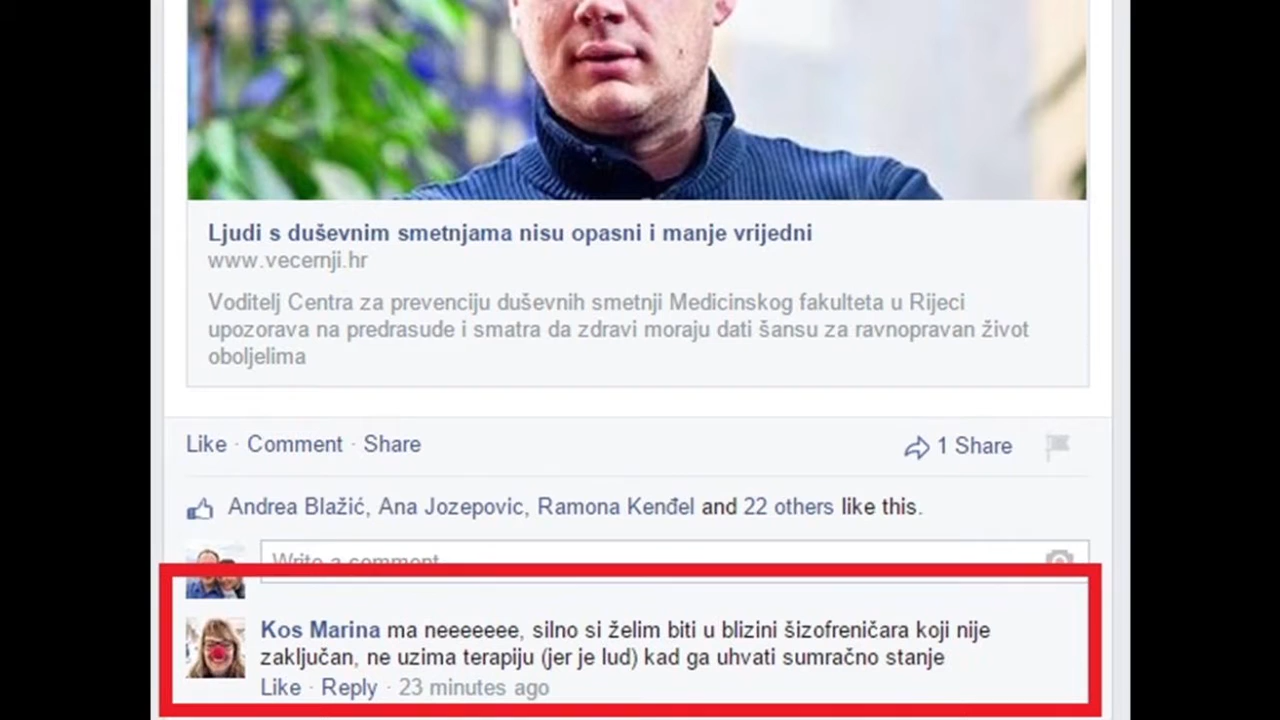 Ljudi s duševnim smetnjama nisu opasni i manje vrijedni
www.vecernji.hr
Voditelj Centra za prevenciju duševnih smetnji Medicinskog fakulteta u Rijeci
upozorava na predrasude i smatra da zdravi moraju dati šansu za ravnopravan život
oboljelima
Like · Comment · Share
1 Share
Andrea Blažić, Ana Jozepovic, Ramona Kenđel and 22 others like this.
Write a comment
Kos Marina ma neeeeeee, silno si želim biti u blizini šizofreničara koji nije
zaključan, ne uzima terapiju (jer je lud) kad ga uhvati sumračno stanje
Like · Reply · 23 minutes ago